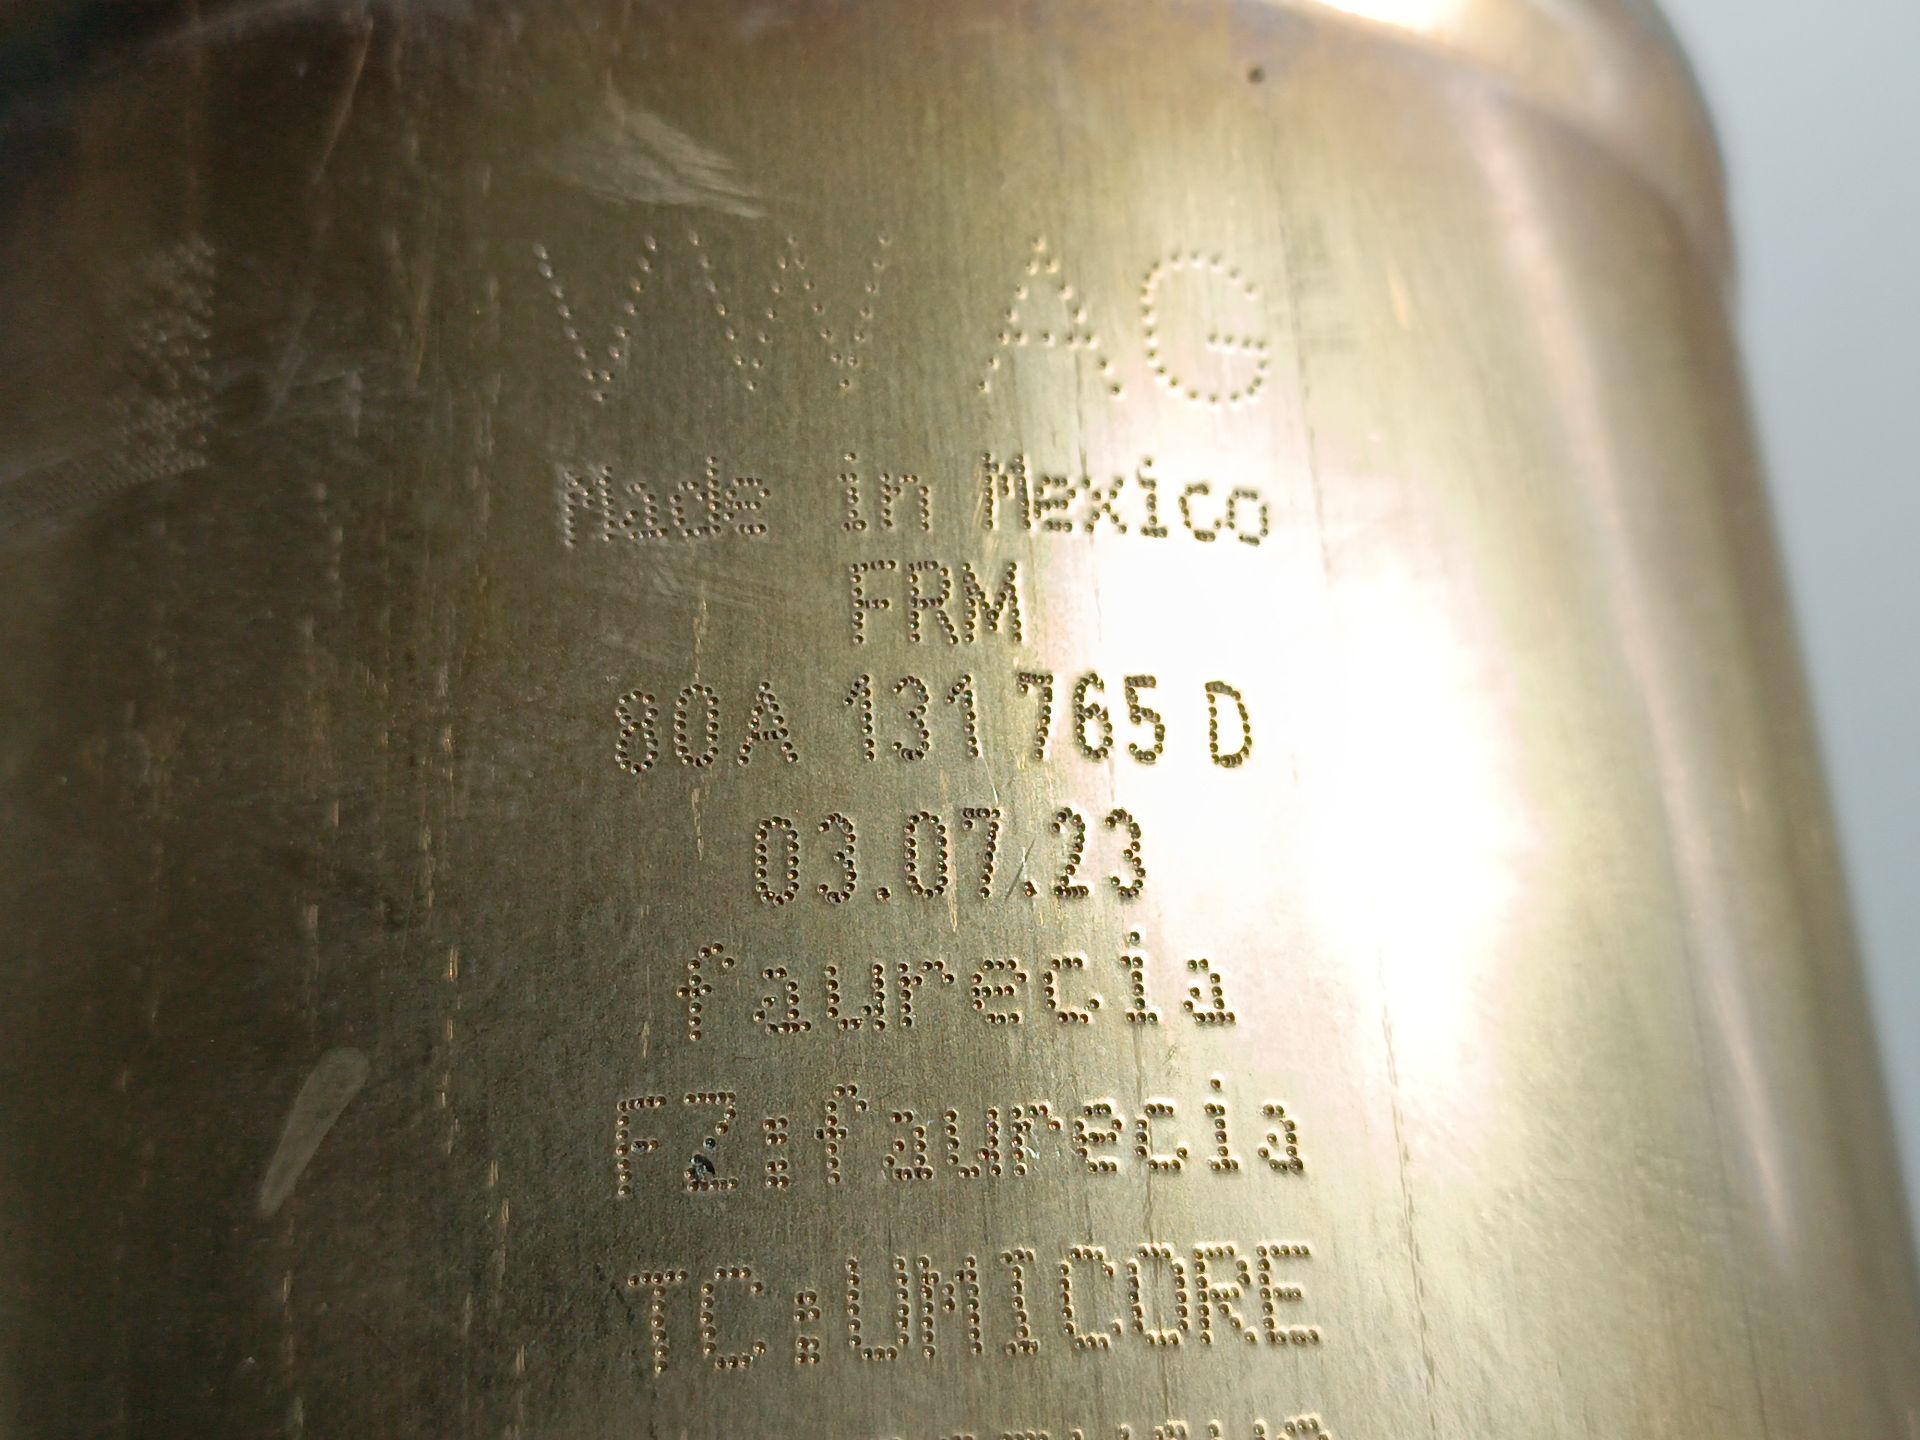 VW AG
Made in Mexico
FRM
80A 131 765 D
03.07.23
faurecia
FZ:faurecia
TC:UMICORE